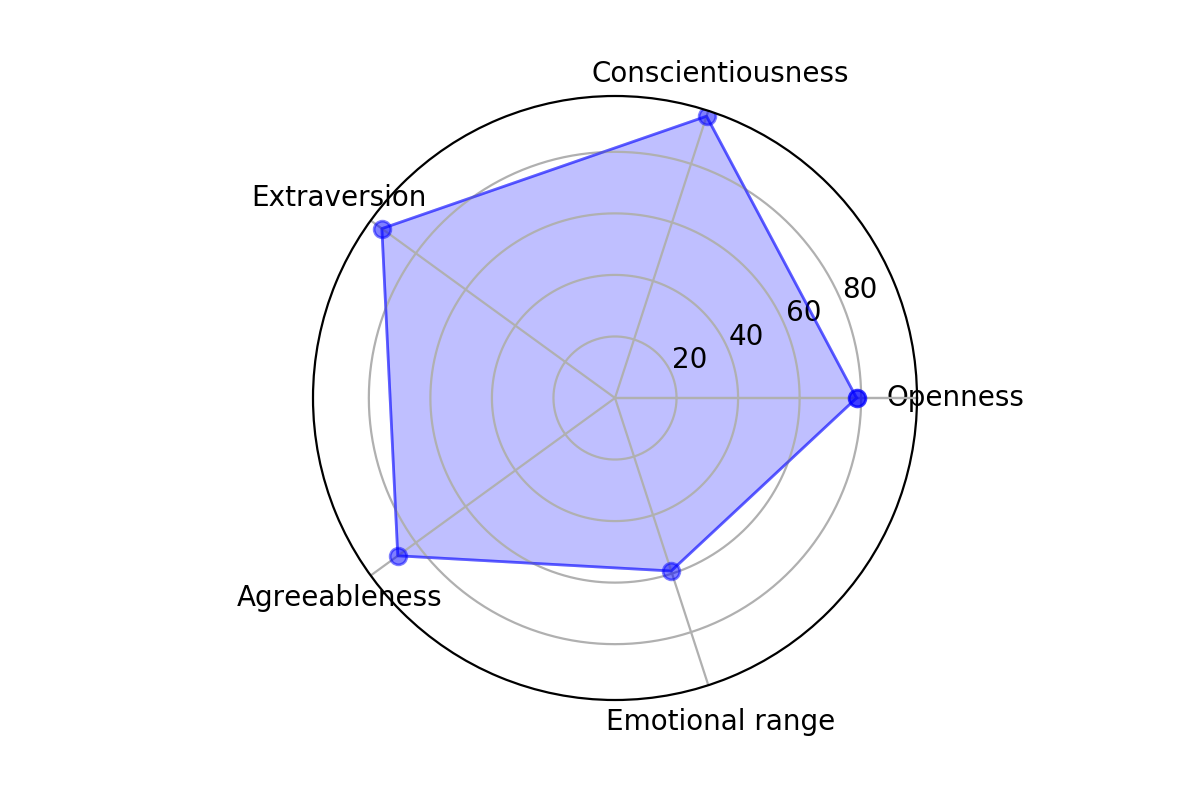 Conscientiousness
Extraversion
80
60
40
20
Openness
Agreeableness
Emotional range